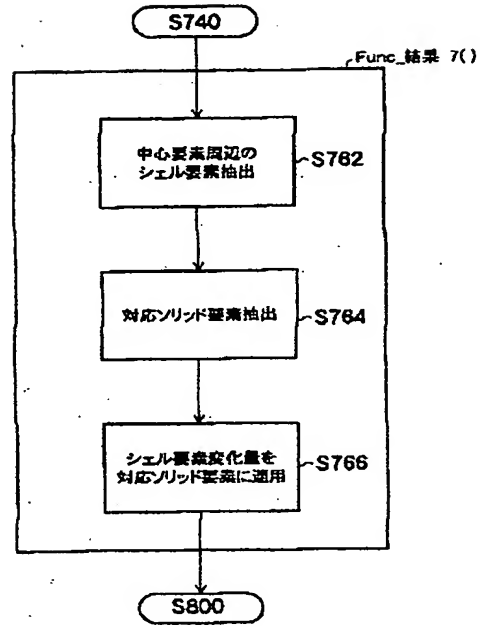 S740
Func_結果 7()
中心要素周辺の
シェル要素抽出
S762
対応ソリッド要素抽出
S764
シェル要素変化量を
対応ソリッド要素に適用
S766
S800